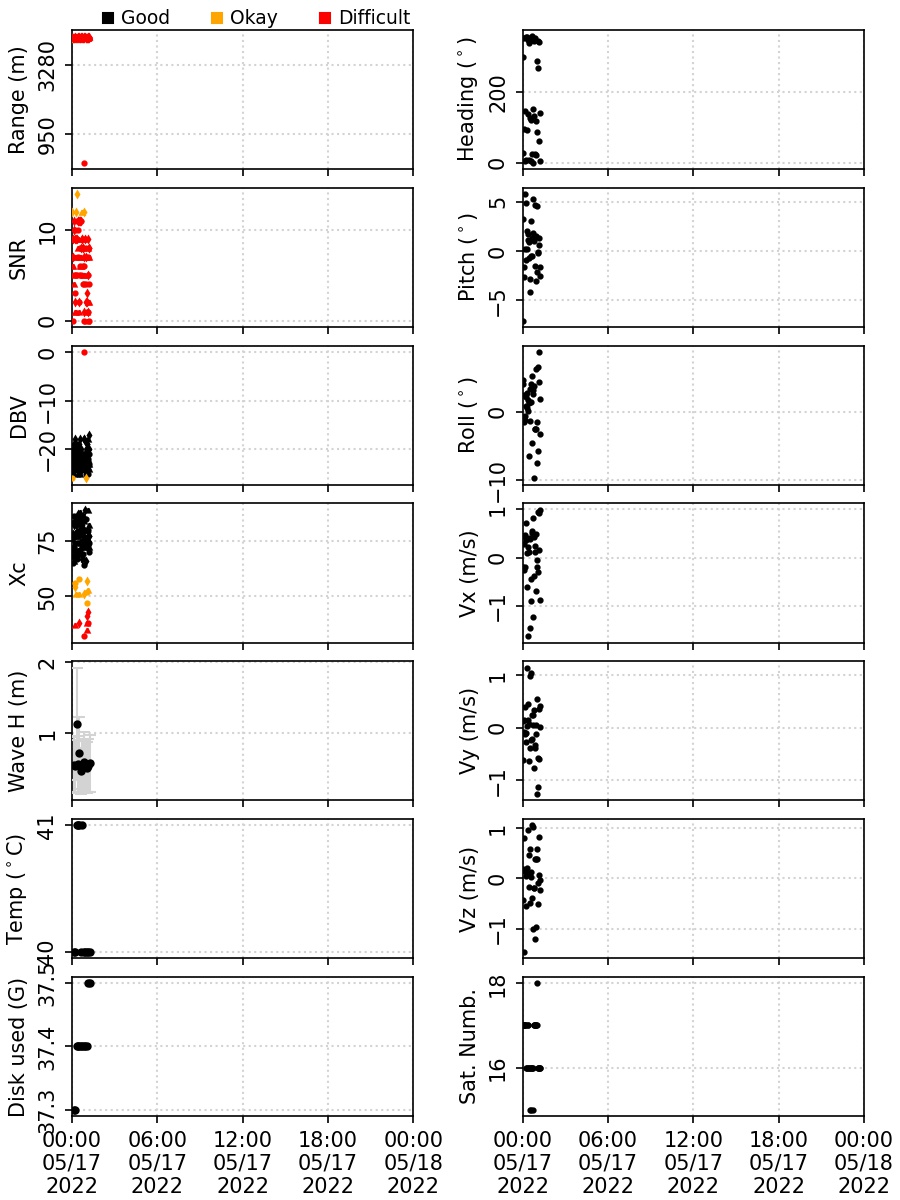 Good Okay Difficult
Range (m)
3280
950
Heading (°)
200
0
SNR
10
0
Pitch (°)
5
0
−5
DBV
0
−10
−20
Roll (°)
0
−10
Xc
75
50
Vx (m/s)
1
0
−1
Wave H (m)
2
1
Vy (m/s)
1
0
−1
Temp (°C)
41
40
Vz (m/s)
1
0
−1
Disk used (G)
37.5
37.4
37.3
Sat. Numb.
18
16
00:00 06:00 12:00 18:00 00:00
05/17 05/17 05/17 05/17 05/18
2022 2022 2022 2022 2022
00:00 06:00 12:00 18:00 00:00
05/17 05/17 05/17 05/17 05/18
2022 2022 2022 2022 2022